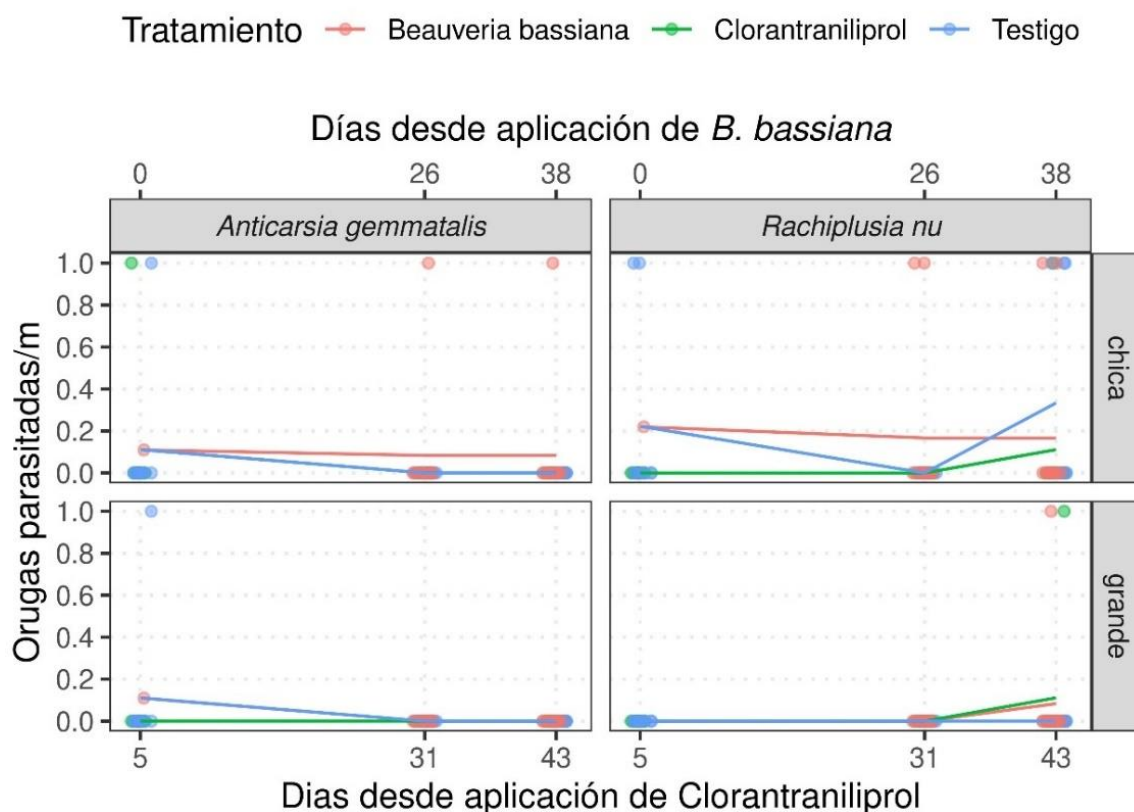 Tratamiento Beauveria bassiana Clorantraniliprol Testigo
Días desde aplicación de B. bassiana
0 26 38 0 26 38
Anticarsia gemmatalis Rachiplusia nu
Orugas parasitadas/m
1.0
0.8
0.6
0.4
0.2
0.0
chica
1.0
0.8
0.6
0.4
0.2
0.0
grande
5 31 43 5 31 43
Dias desde aplicación de Clorantraniliprol